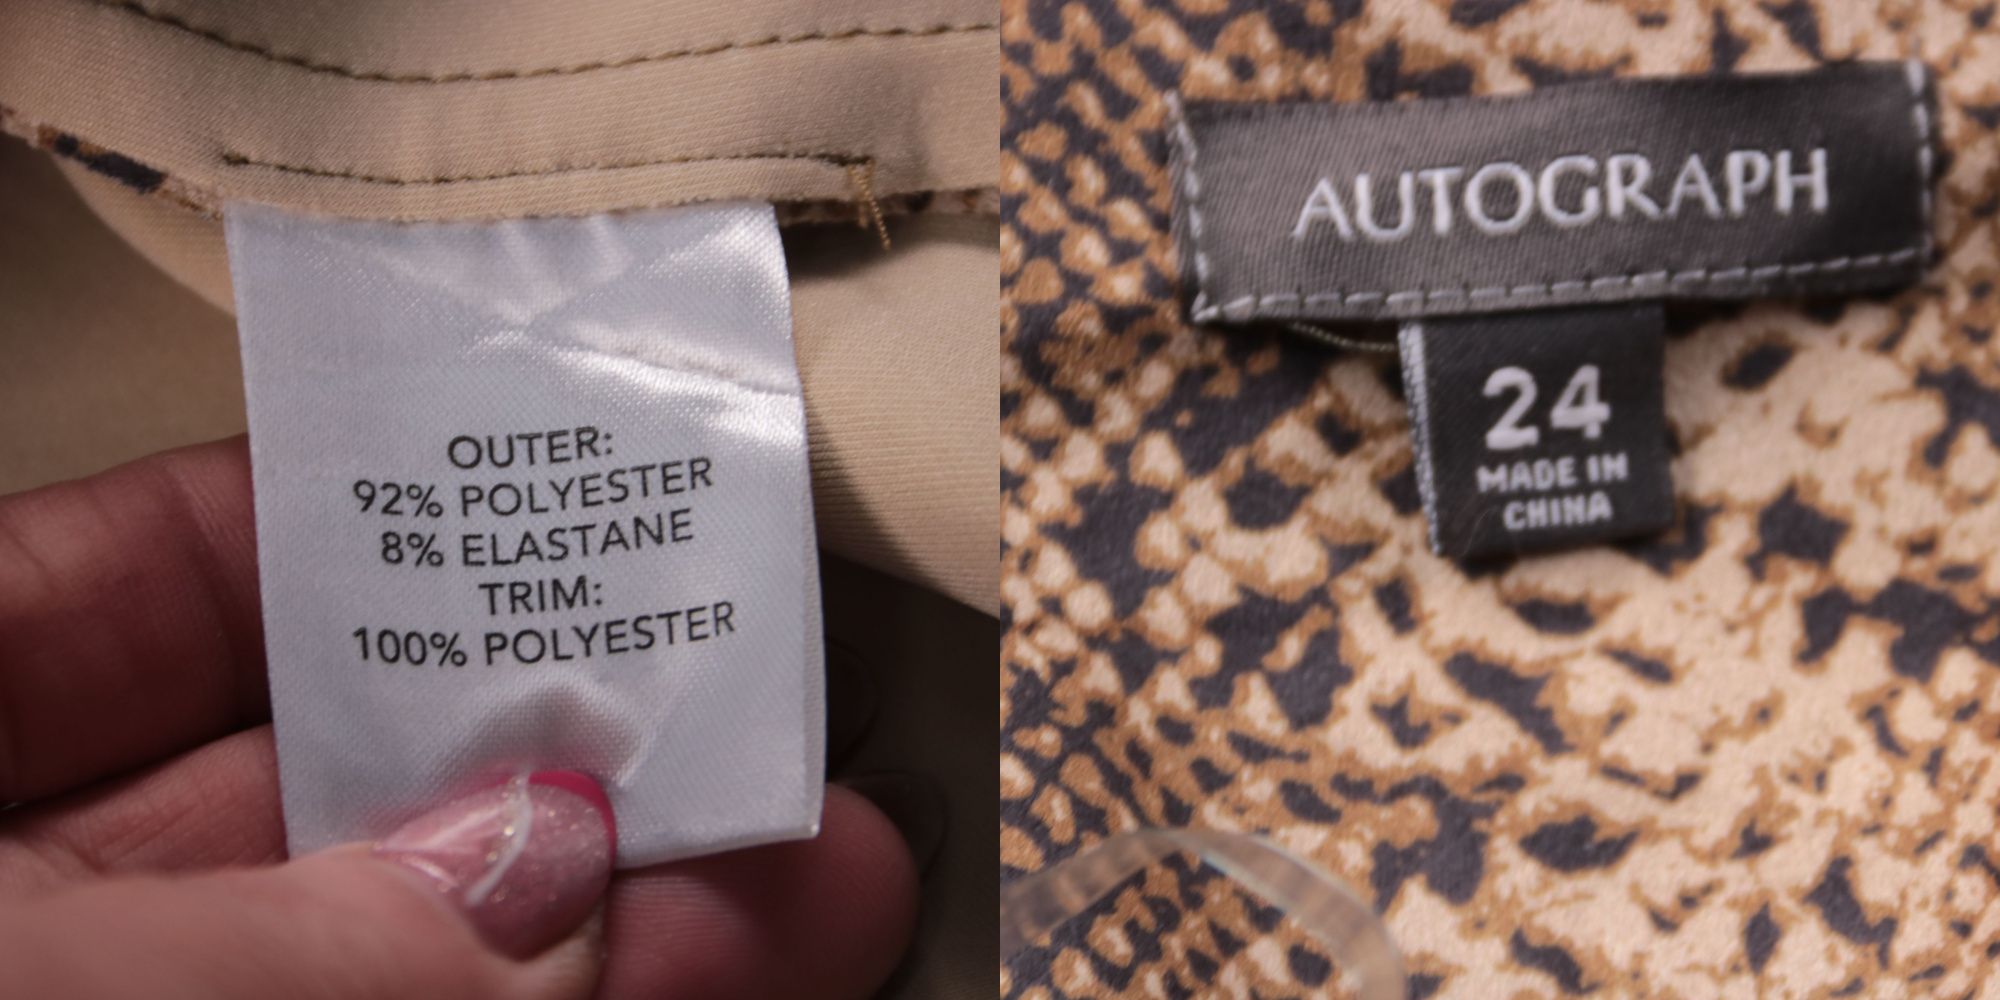 OUTER:
92% POLYESTER
8% ELASTANE
TRIM:
100% POLYESTER
AUTOGRAPH
24
MADE IN
CHINA